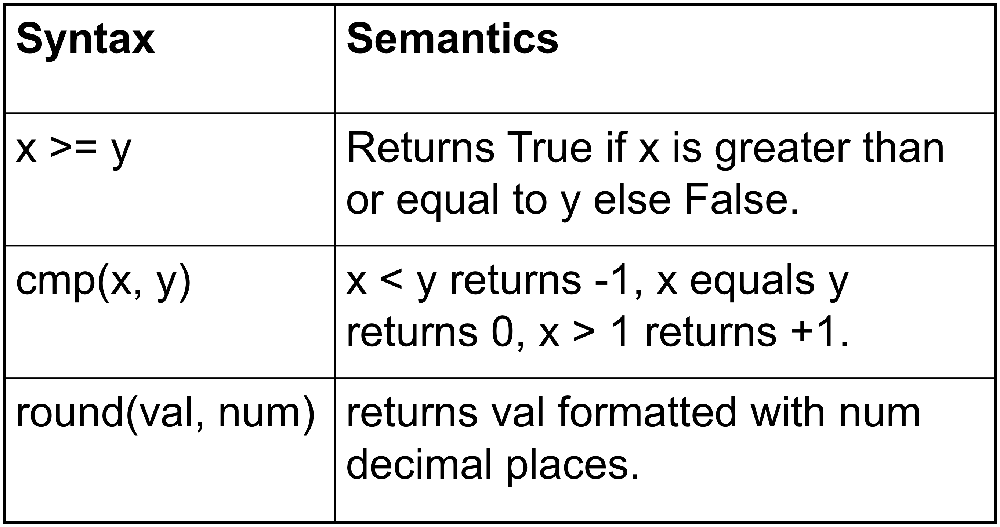 Syntax
Semantics
x >= y
Returns True if x is greater than
or equal to y else False.
cmp(x, y)
x < y returns -1, x equals y
returns 0, x > 1 returns +1.
round(val, num)
returns val formatted with num
decimal places.